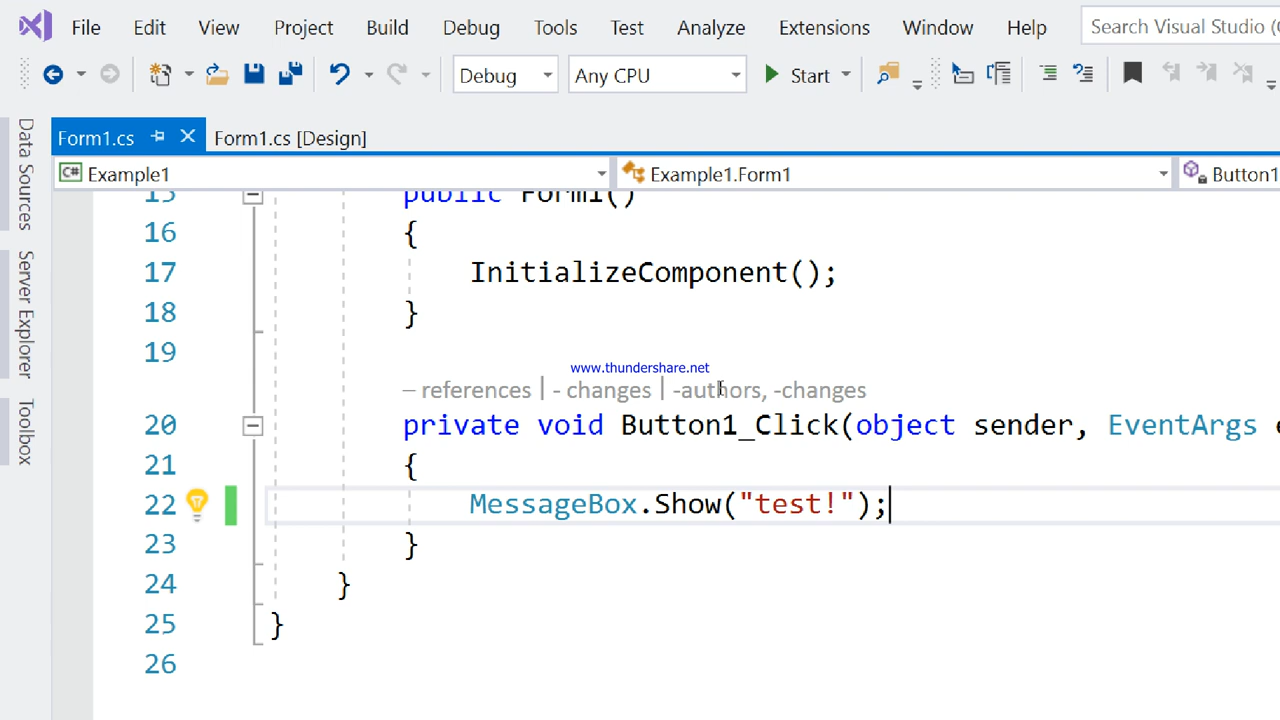 File Edit View Project Build Debug Tools Test Analyze Extensions Window Help Search Visual Studio (
Debug Any CPU Start
Form1.cs Form1.cs [Design]
C# Example1 Example1.Form1 Button1
Data Sources
Server Explorer
Toolbox
15 public Form1()
16 {
17 InitializeComponent();
18 }
19
www.thundershare.net
– references | - changes | -authors, -changes
20 private void Button1_Click(object sender, EventArgs e
21 {
22 MessageBox.Show("test!");
23 }
24 }
25 }
26